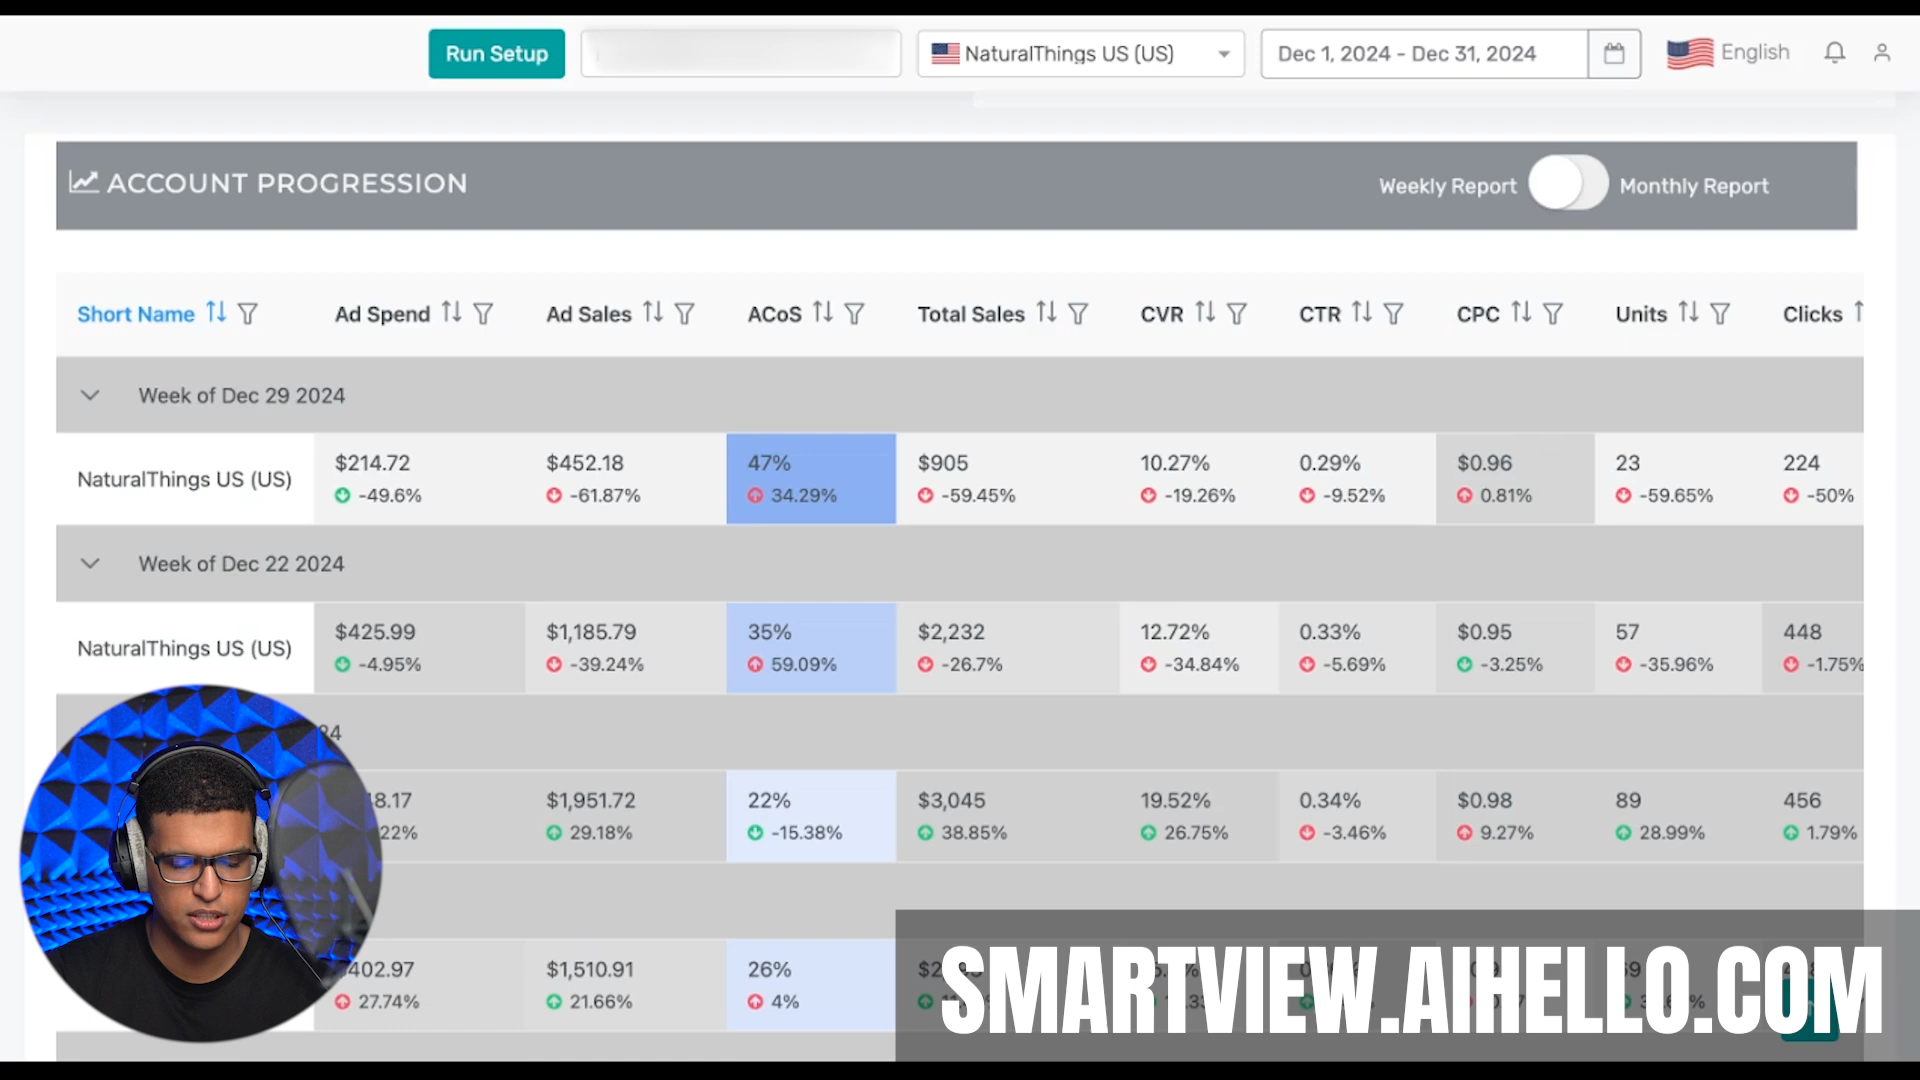 Run Setup
NaturalThings US (US)
Dec 1, 2024 - Dec 31, 2024
English
ACCOUNT PROGRESSION
Weekly Report
Monthly Report
Short Name Ad Spend Ad Sales ACoS Total Sales CVR CTR CPC Units Clicks
Week of Dec 29 2024
NaturalThings US (US)
$214.72 $452.18 47% $905 10.27% 0.29% $0.96 23 224
-49.6% -61.87% 34.29% -59.45% -19.26% -9.52% 0.81% -59.65% -50%
Week of Dec 22 2024
NaturalThings US (US)
$425.99 $1,185.79 35% $2,232 12.72% 0.33% $0.95 57 448
-4.95% -39.24% 59.09% -26.7% -34.84% -5.69% -3.25% -35.96% -1.75%
8.17 $1,951.72 22% $3,045 19.52% 0.34% $0.98 89 456
22% 29.18% -15.38% 38.85% 26.75% -3.46% 9.27% 28.99% 1.79%
402.97 $1,510.91 26%
27.74% 21.66% 4%
SMARTVIEW.AIHELLO.COM